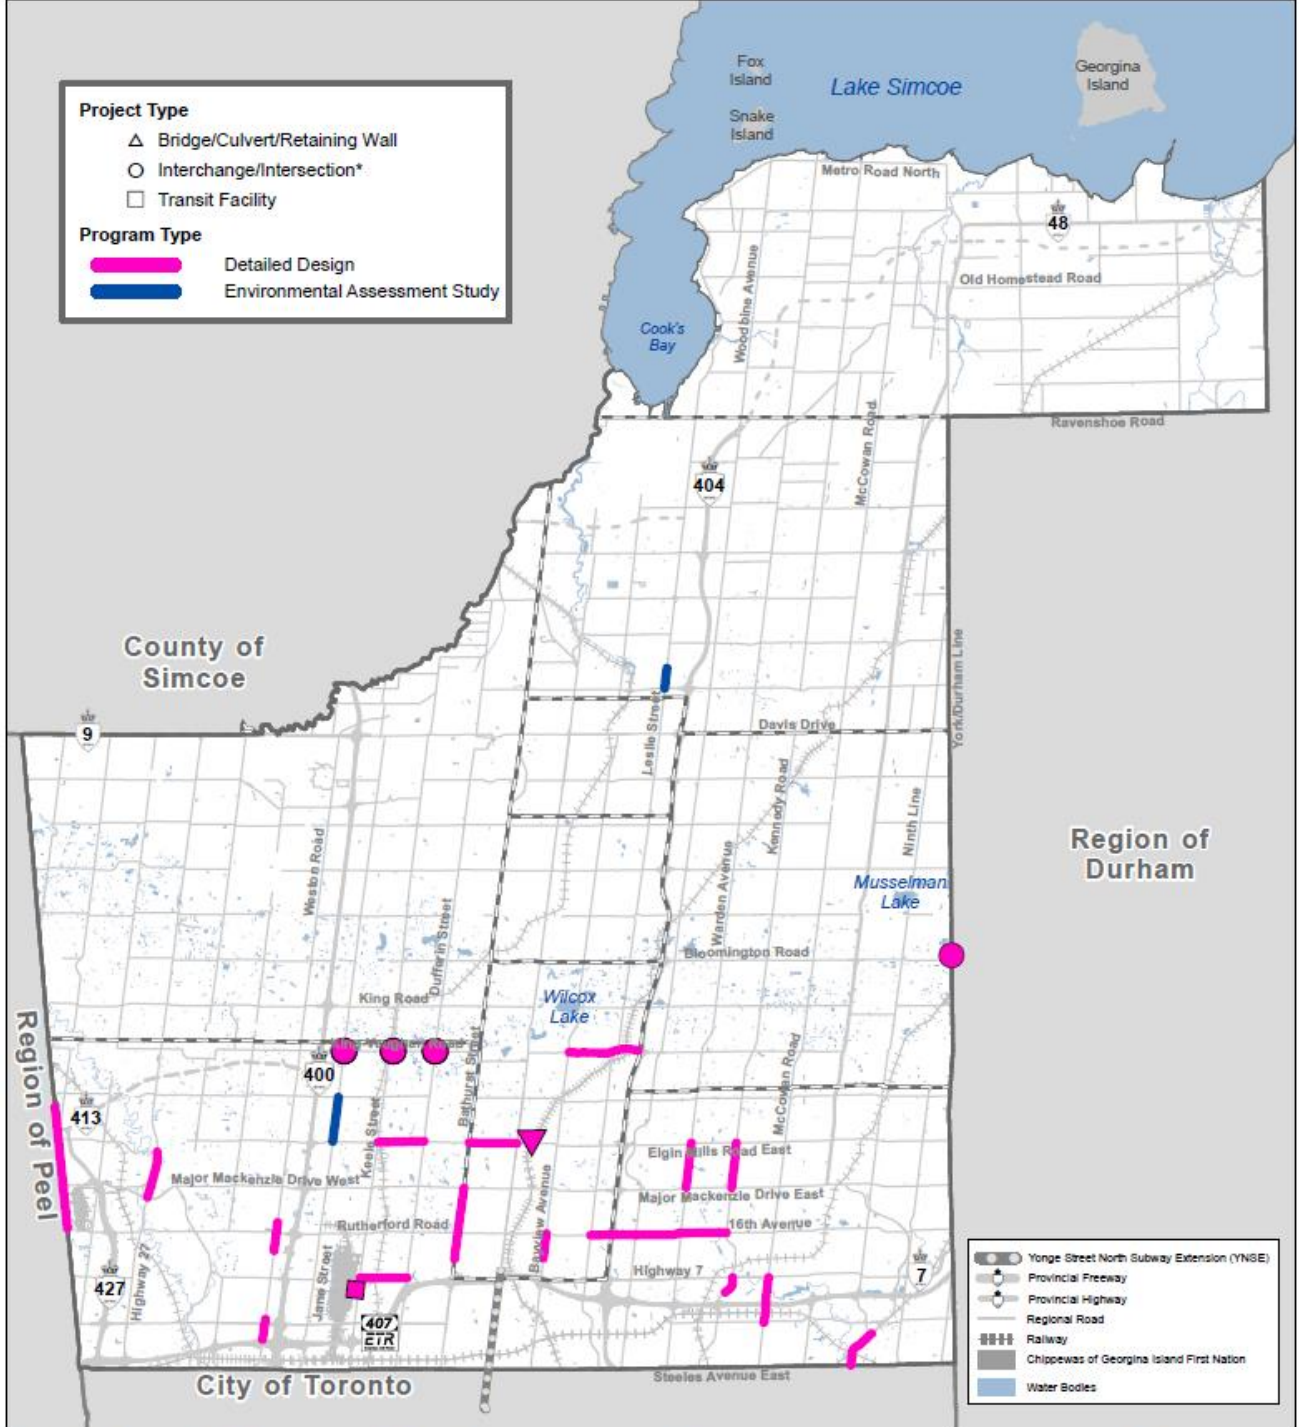 Project Type
Bridge/Culvert/Retaining Wall
Interchange/Intersection*
Transit Facility
Program Type
Detailed Design
Environmental Assessment Study
Fox
Island
Lake Simcoe
Georgina
Island
Snake
Island
Metro Road North
48
Old Homestead Road
Woodbine Avenue
Cook's
Bay
McCowan Road
Ravenshoe Road
404
County of
Simcoe
9
York/Durham Line
Leslie Street
Davis Drive
Kennedy Road
Ninth Line
Region of
Durham
Weston Road
Warden Avenue
Musselman
Lake
Dufferin Street
Bloomington Road
King Road
Wilcox
Lake
Region of Peel
King-Vaughan Road
400
Bathurst Street
McCowan Road
413
Keele Street
Elgin Mills Road East
Major Mackenzie Drive West
Major Mackenzie Drive East
Bayview Avenue
Rutherford Road
16th Avenue
Highway 27
Jane Street
Highway 7
7
427
407
ETR
City of Toronto
Steeles Avenue East
Yonge Street North Subway Extension (YNSE)
Provincial Freeway
Provincial Highway
Regional Road
Railway
Chippewas of Georgina Island First Nation
Water Bodies